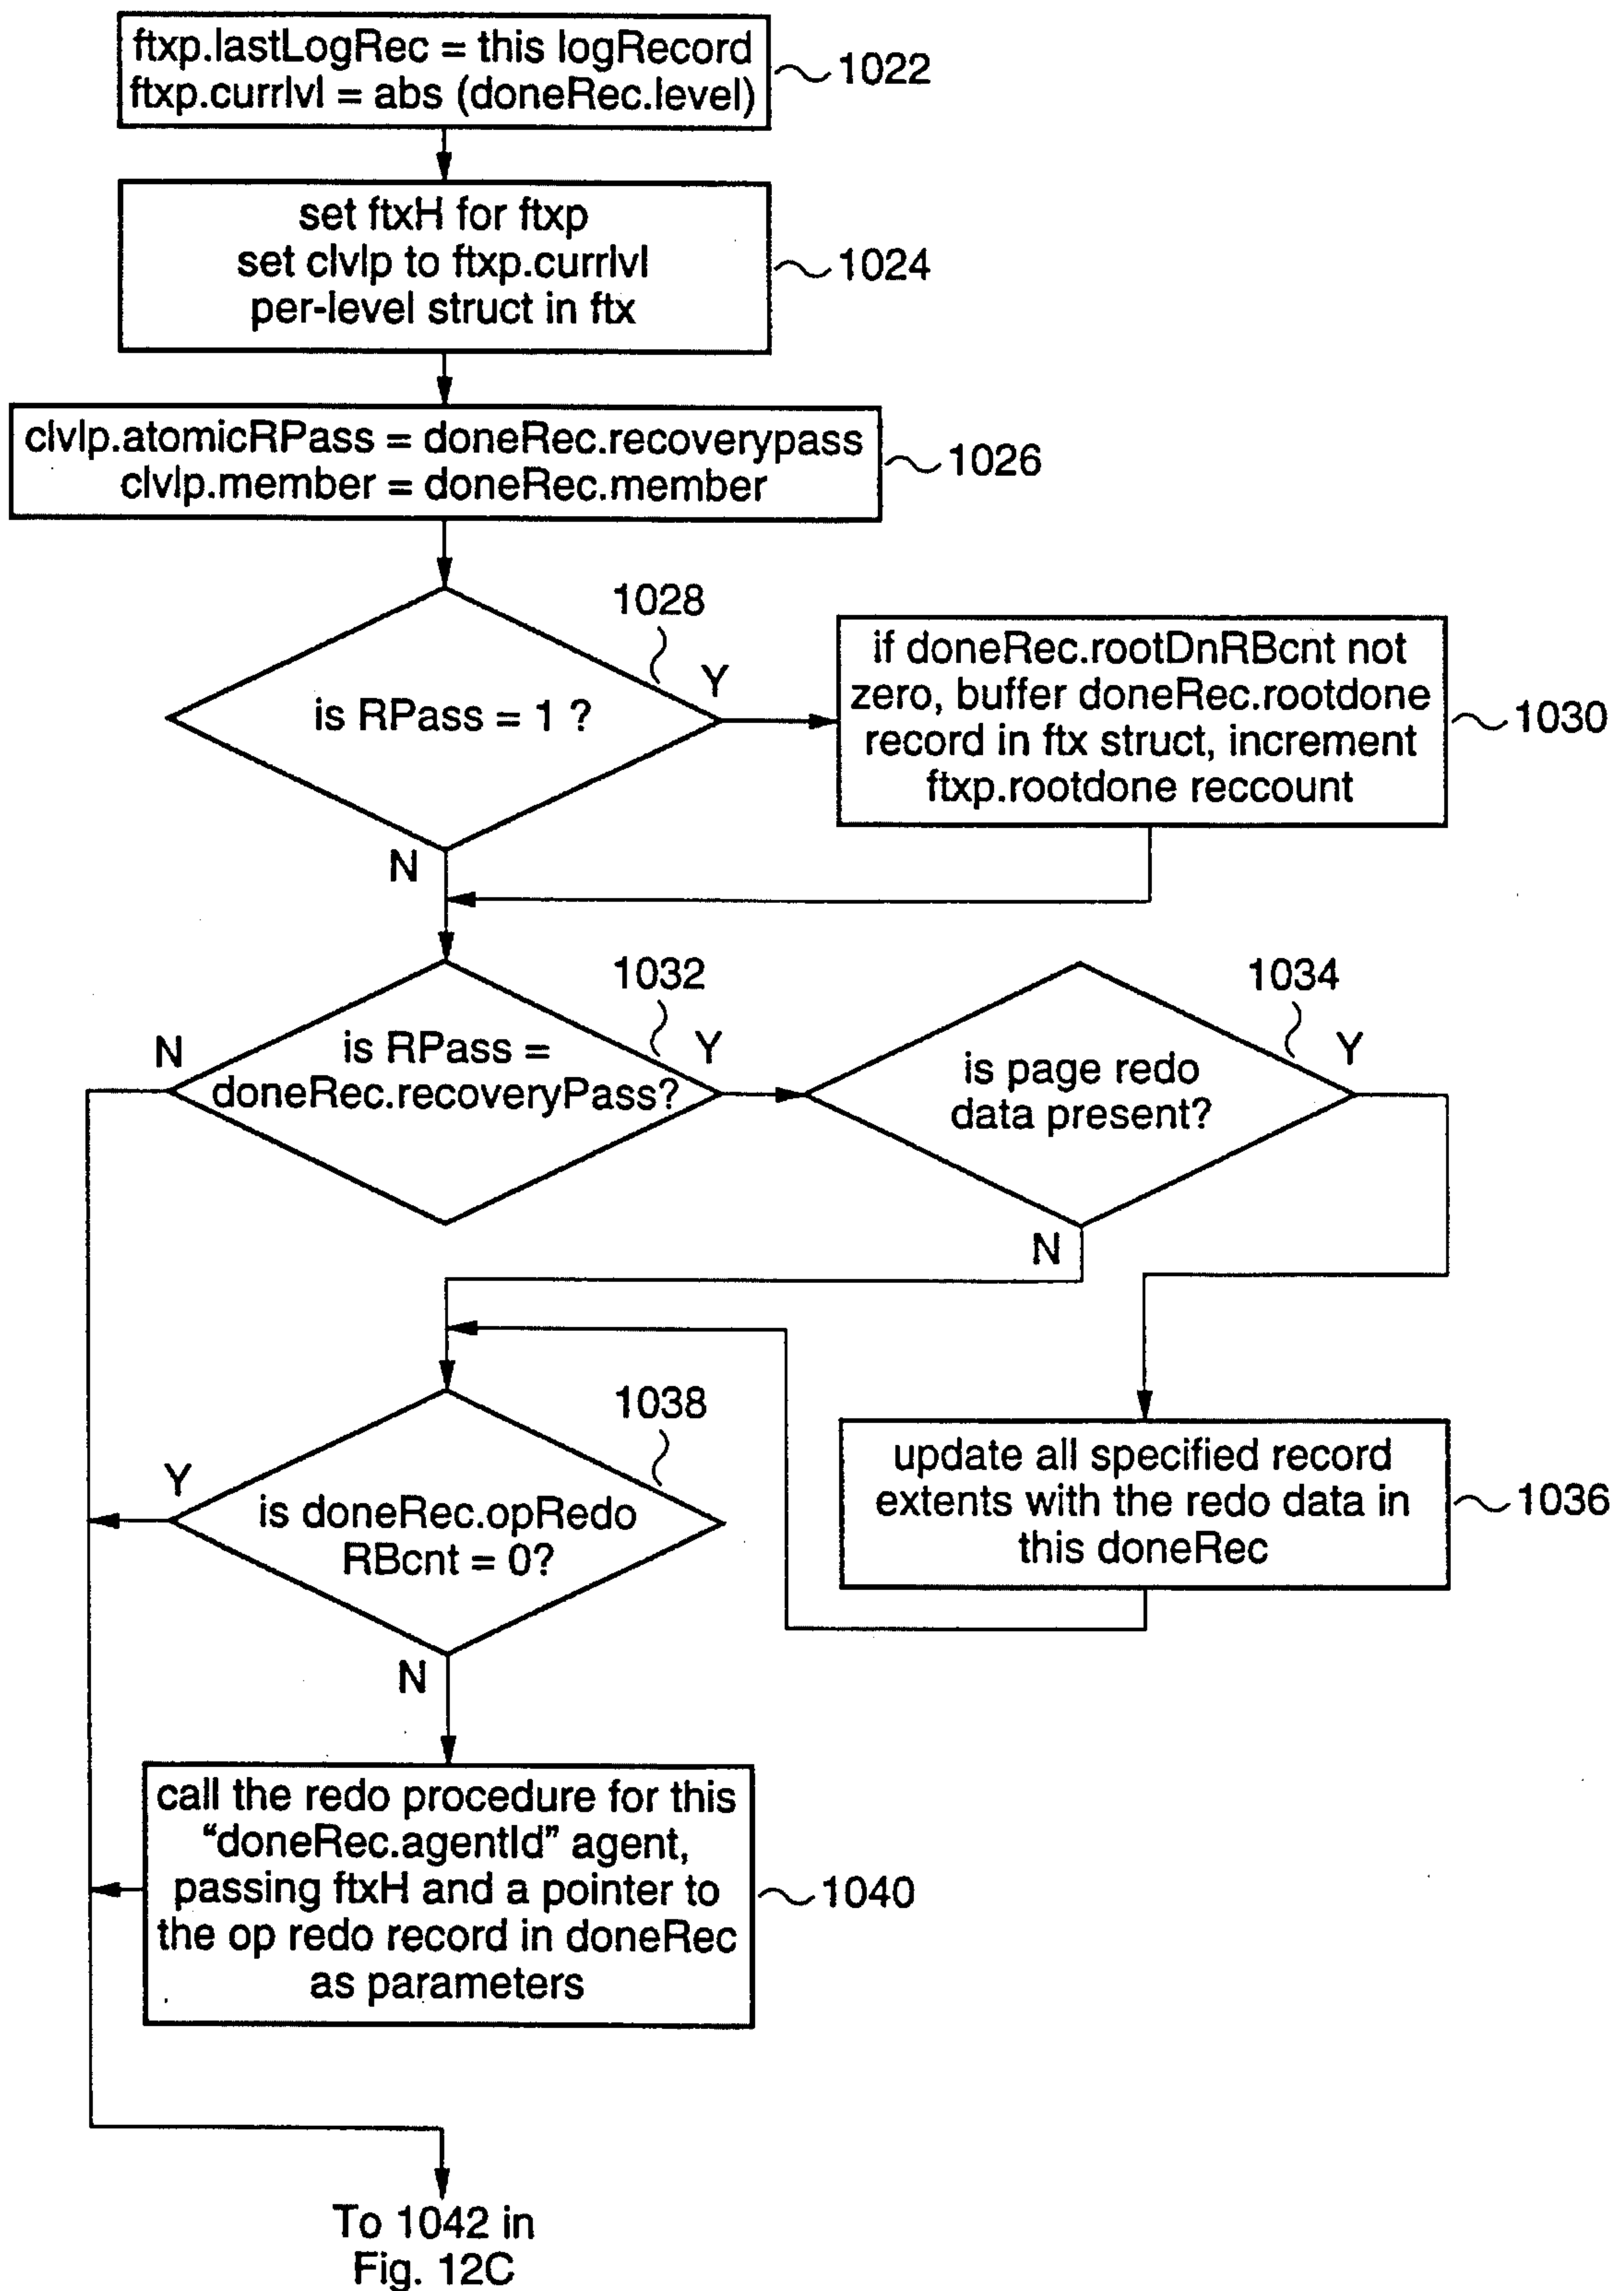 ftxp.lastLogRec = this logRecord
ftxp.currlvl = abs (doneRec.level)
1022
set ftxH for ftxp
set clvlp to ftxp.currlvl
per-level struct in ftx
1024
clvlp.atomicRPass = doneRec.recoverypass
clvlp.member = doneRec.member
1026
1028
is RPass = 1 ?
Y
N
if doneRec.rootDnRBcnt not
zero, buffer doneRec.rootdone
record in ftx struct, increment
ftxp.rootdone reccount
1030
1032
N
is RPass =
doneRec.recoveryPass?
Y
1034
is page redo
data present?
Y
N
1038
Y
is doneRec.opRedo
RBcnt = 0?
N
update all specified record
extents with the redo data in
this doneRec
1036
call the redo procedure for this
“doneRec.agentId” agent,
passing ftxH and a pointer to
the op redo record in doneRec
as parameters
1040
To 1042 in
Fig. 12C